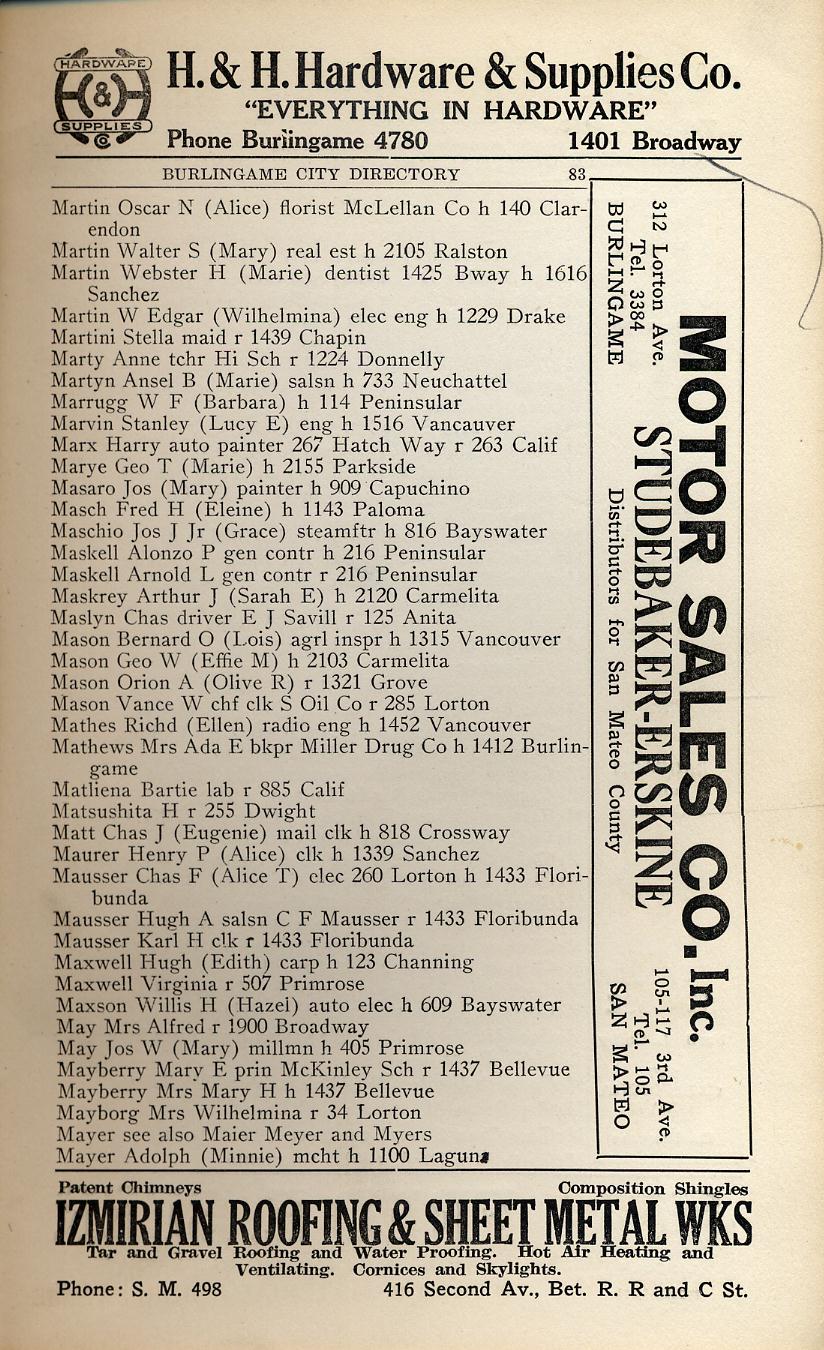 HARDWARE
H & H
SUPPLIES
Co
H. & H. Hardware & Supplies Co.
"EVERYTHING IN HARDWARE"
Phone Burlingame 4780 1401 Broadway
BURLINGAME CITY DIRECTORY 83
Martin Oscar N (Alice) florist McLellan Co h 140 Clar-
endon
Martin Walter S (Mary) real est h 2105 Ralston
Martin Webster H (Marie) dentist 1425 Bway h 1616
Sanchez
Martin W Edgar (Wilhelmina) elec eng h 1229 Drake
Martini Stella maid r 1439 Chapin
Marty Anne tchr Hi Sch r 1224 Donnelly
Martyn Ansel B (Marie) salsn h 733 Neuchattel
Marrugg W F (Barbara) h 114 Peninsular
Marvin Stanley (Lucy E) eng h 1516 Vancauver
Marx Harry auto painter 267 Hatch Way r 263 Calif
Marye Geo T (Marie) h 2155 Parkside
Masaro Jos (Mary) painter h 909 Capuchino
Masch Fred H (Eleine) h 1143 Paloma
Maschio Jos J Jr (Grace) steamftr h 816 Bayswater
Maskell Alonzo P gen contr h 216 Peninsular
Maskell Arnold L gen contr r 216 Peninsular
Maskrey Arthur J (Sarah E) h 2120 Carmelita
Maslyn Chas driver E J Savill r 125 Anita
Mason Bernard O (Lois) agrl inspr h 1315 Vancouver
Mason Geo W (Effie M) h 2103 Carmelita
Mason Orion A (Olive R) r 1321 Grove
Mason Vance W chf clk S Oil Co r 285 Lorton
Mathes Richd (Ellen) radio eng h 1452 Vancouver
Mathews Mrs Ada E bkpr Miller Drug Co h 1412 Burlin-
game
Matliena Bartie lab r 885 Calif
Matsushita H r 255 Dwight
Matt Chas J (Eugenie) mail clk h 818 Crossway
Maurer Henry P (Alice) clk h 1339 Sanchez
Mausser Chas F (Alice T) elec 260 Lorton h 1433 Flori-
bunda
Mausser Hugh A salsn C F Mausser r 1433 Floribunda
Mausser Karl H clk r 1433 Floribunda
Maxwell Hugh (Edith) carp h 123 Channing
Maxwell Virginia r 507 Primrose
Maxson Willis H (Hazel) auto elec h 609 Bayswater
May Mrs Alfred r 1900 Broadway
May Jos W (Mary) millmn h 405 Primrose
Mayberry Mary E prin McKinley Sch r 1437 Bellevue
Mayberry Mrs Mary H h 1437 Bellevue
Mayborg Mrs Wilhelmina r 34 Lorton
Mayer see also Maier Meyer and Myers
Mayer Adolph (Minnie) mcht h 1100 Laguna
MOTOR SALES CO. Inc.
STUDEBAKER-ERSKINE
Distributors for San Mateo County
312 Lorton Ave.
Tel. 3384
BURLINGAME
105-117 3rd Ave.
Tel. 105
SAN MATEO
Patent Chimneys Composition Shingles
IZMIRIAN ROOFING & SHEET METAL WKS
Tar and Gravel Roofing and Water Proofing. Hot Air Heating and
Ventilating. Cornices and Skylights.
Phone: S. M. 498 416 Second Av., Bet. R. R and C St.